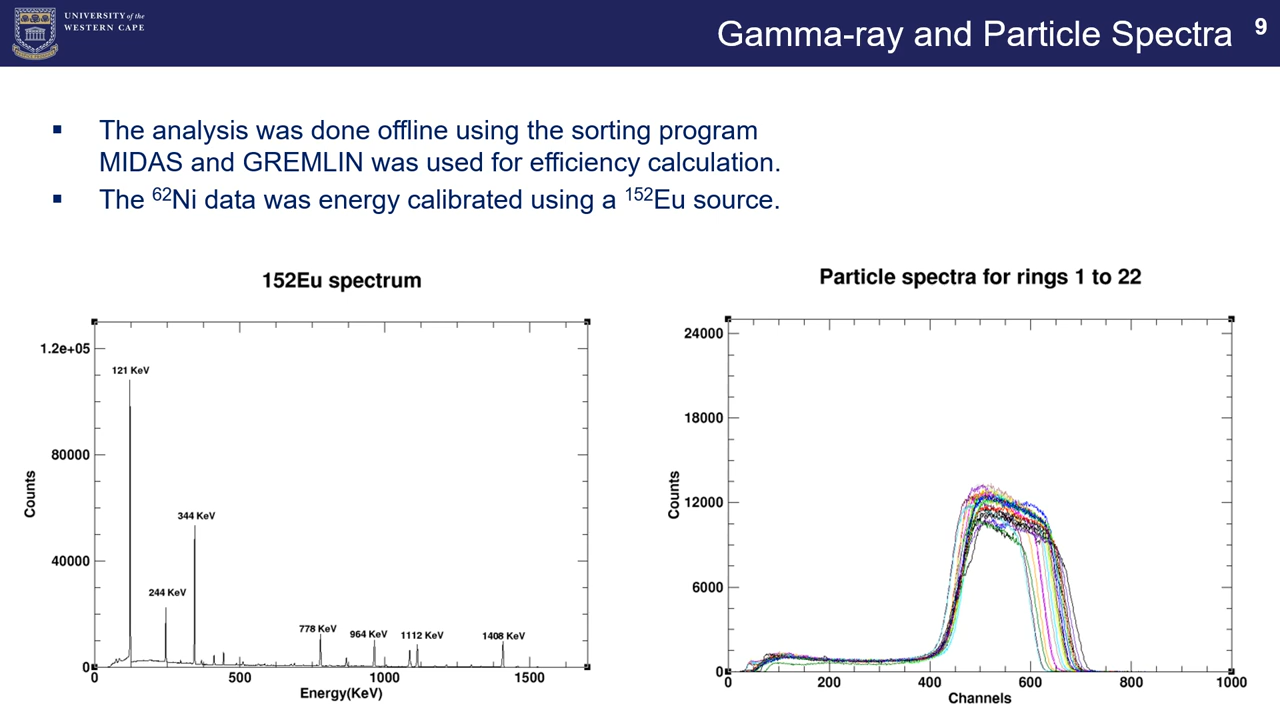 UNIVERSITY of the
WESTERN CAPE
Gamma-ray and Particle Spectra
9
▪ The analysis was done offline using the sorting program
MIDAS and GREMLIN was used for efficiency calculation.
▪ The ⁶²Ni data was energy calibrated using a ¹⁵²Eu source.
152Eu spectrum
1.2e+05
80000
40000
0
Counts
121 KeV
244 KeV
344 KeV
778 KeV
964 KeV
1112 KeV
1408 KeV
0 500 1000 1500
Energy(KeV)
Particle spectra for rings 1 to 22
24000
18000
12000
6000
0
Counts
0 200 400 600 800 1000
Channels